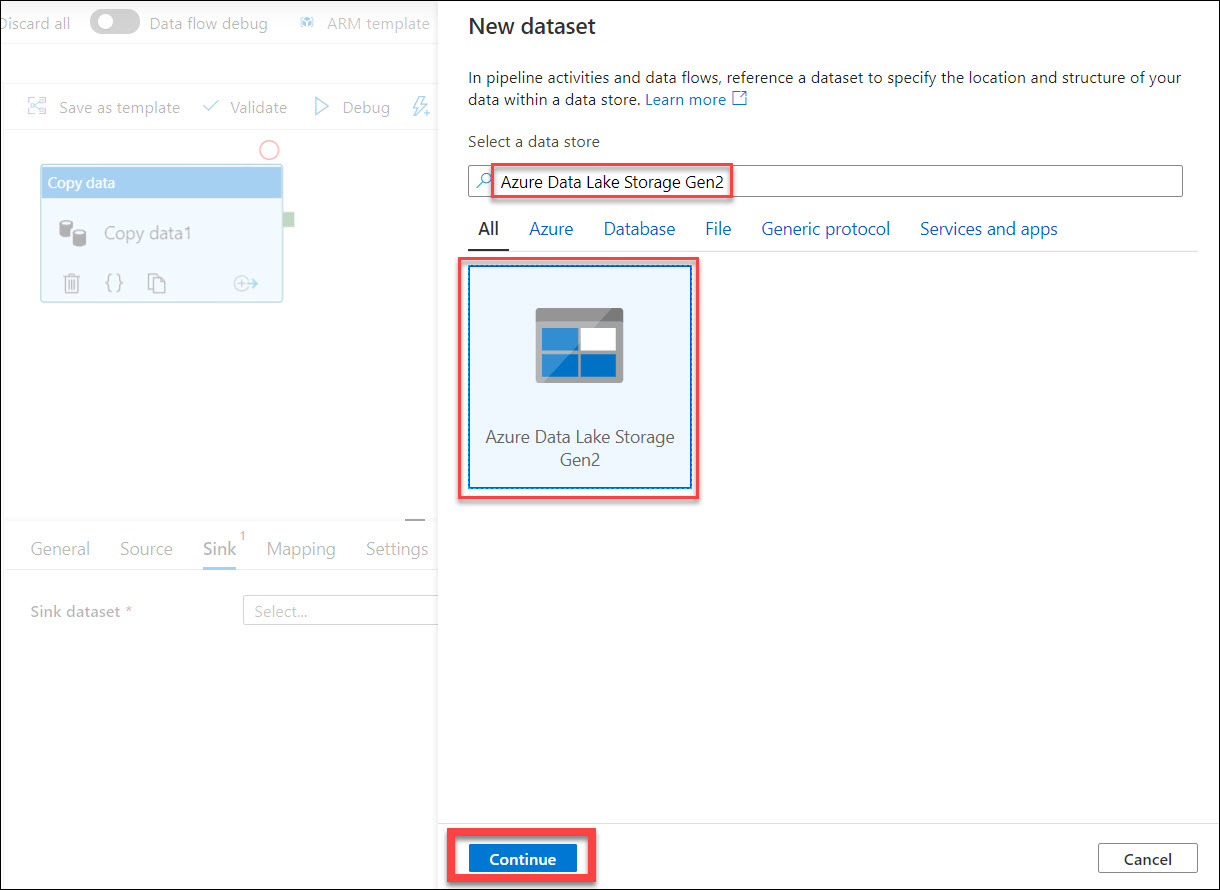 Discard all
Data flow debug
ARM template
Save as template
Validate
Debug
Copy data
Copy data1
General
Source
Sink 1
Mapping
Settings
Sink dataset *
Select...
New dataset
In pipeline activities and data flows, reference a dataset to specify the location and structure of your
data within a data store. Learn more
Select a data store
Azure Data Lake Storage Gen2
All
Azure
Database
File
Generic protocol
Services and apps
Azure Data Lake Storage
Gen2
Continue
Cancel